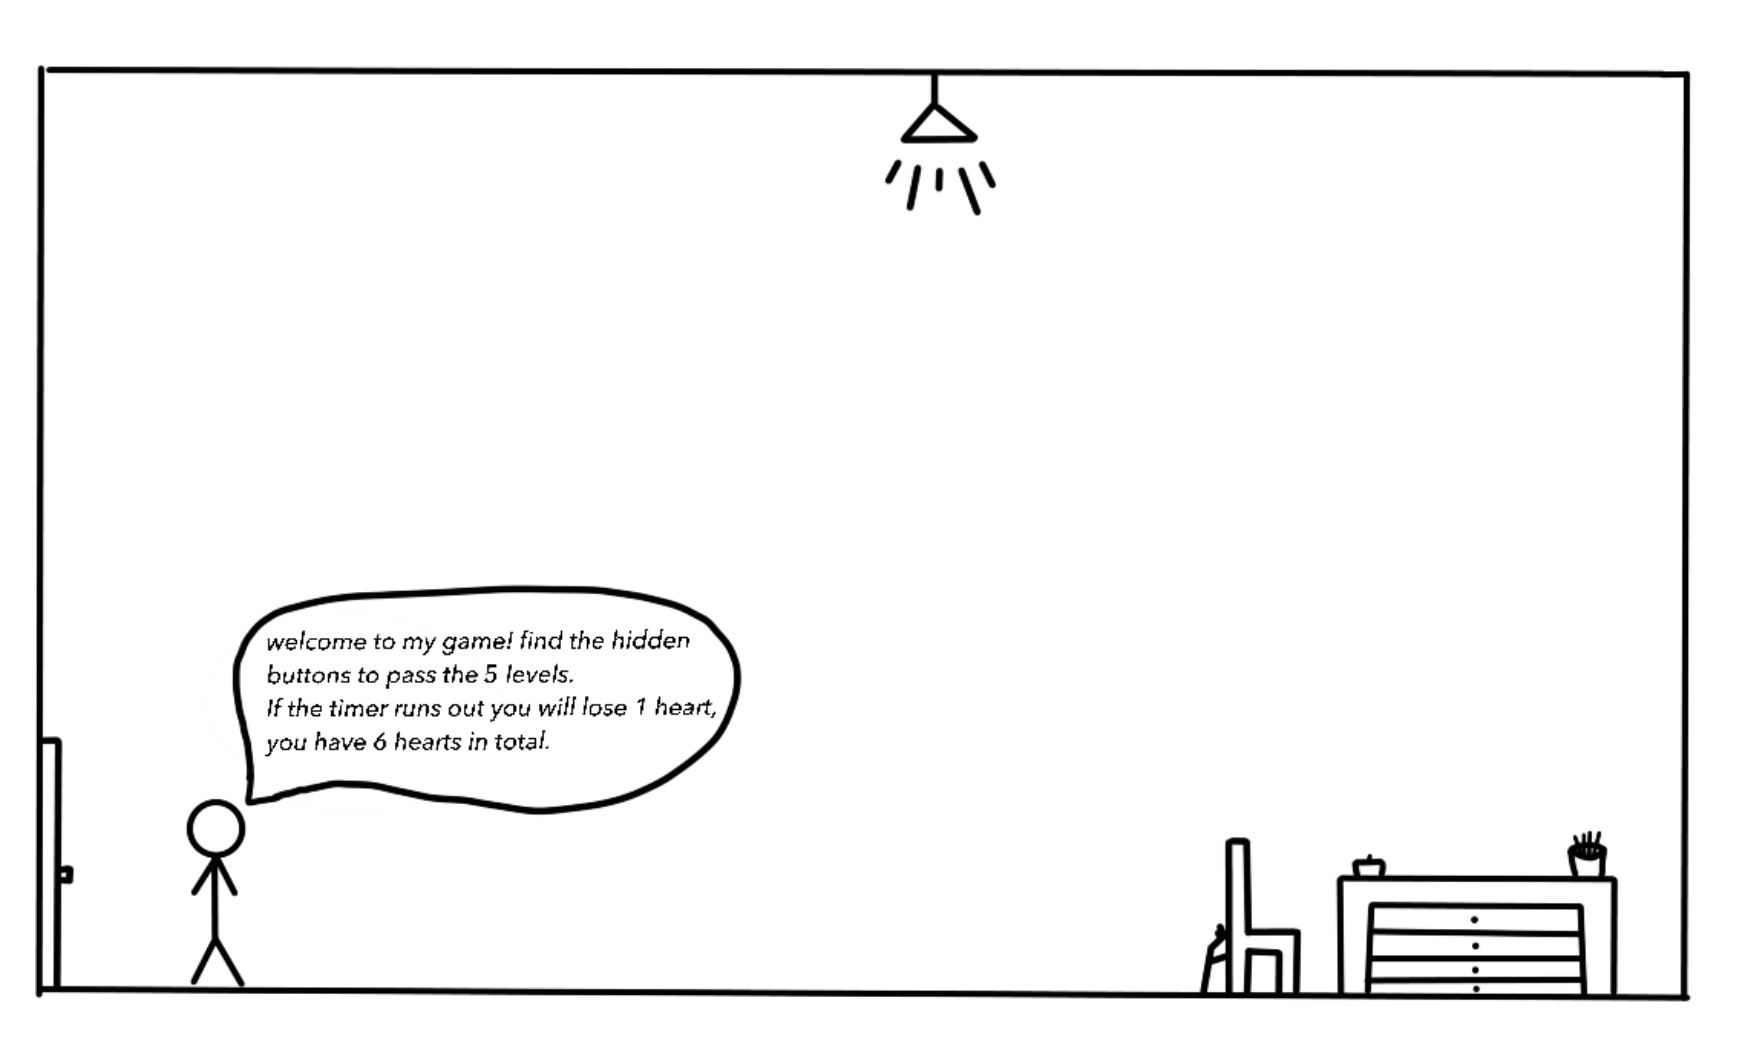 welcome to my game! find the hidden
buttons to pass the 5 levels.
If the timer runs out you will lose 1 heart,
you have 6 hearts in total.